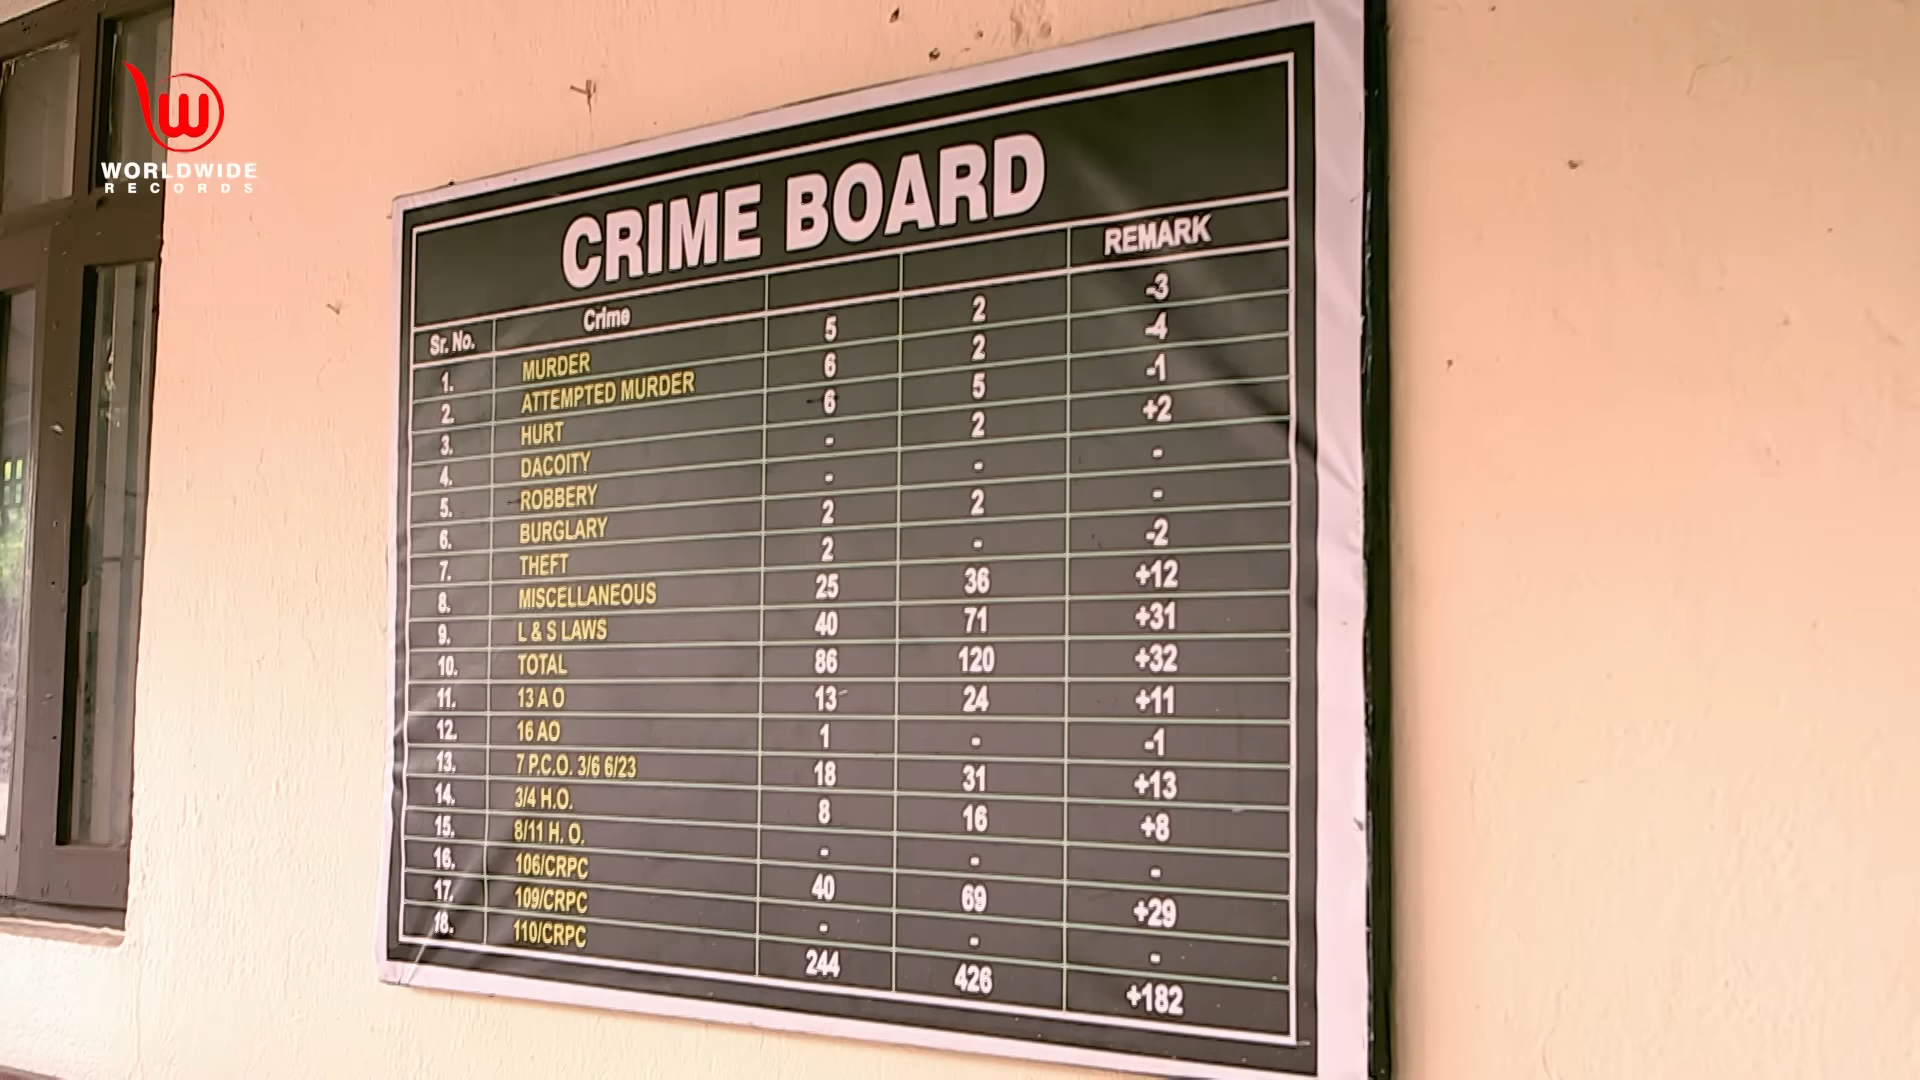 WORLDWIDE
RECORDS
CRIME BOARD
Sr. No. Crime REMARK
1. MURDER 5 2 -3
2. ATTEMPTED MURDER 6 2 -4
3. HURT 6 5 -1
4. DACOITY - 2 +2
5. ROBBERY - - -
6. BURGLARY 2 2 -
7. THEFT 2 - -2
8. MISCELLANEOUS 25 36 +12
9. L & S LAWS 40 71 +31
10. TOTAL 86 120 +32
11. 13 A O 13 24 +11
12. 16 AO 1 - -1
13. 7 P.C.O. 3/6 6/23 18 31 +13
14. 3/4 H.O. 8 16 +8
15. 8/11 H. O. - - -
16. 106/CRPC 40 69 +29
17. 109/CRPC - - -
18. 110/CRPC 244 426 +182